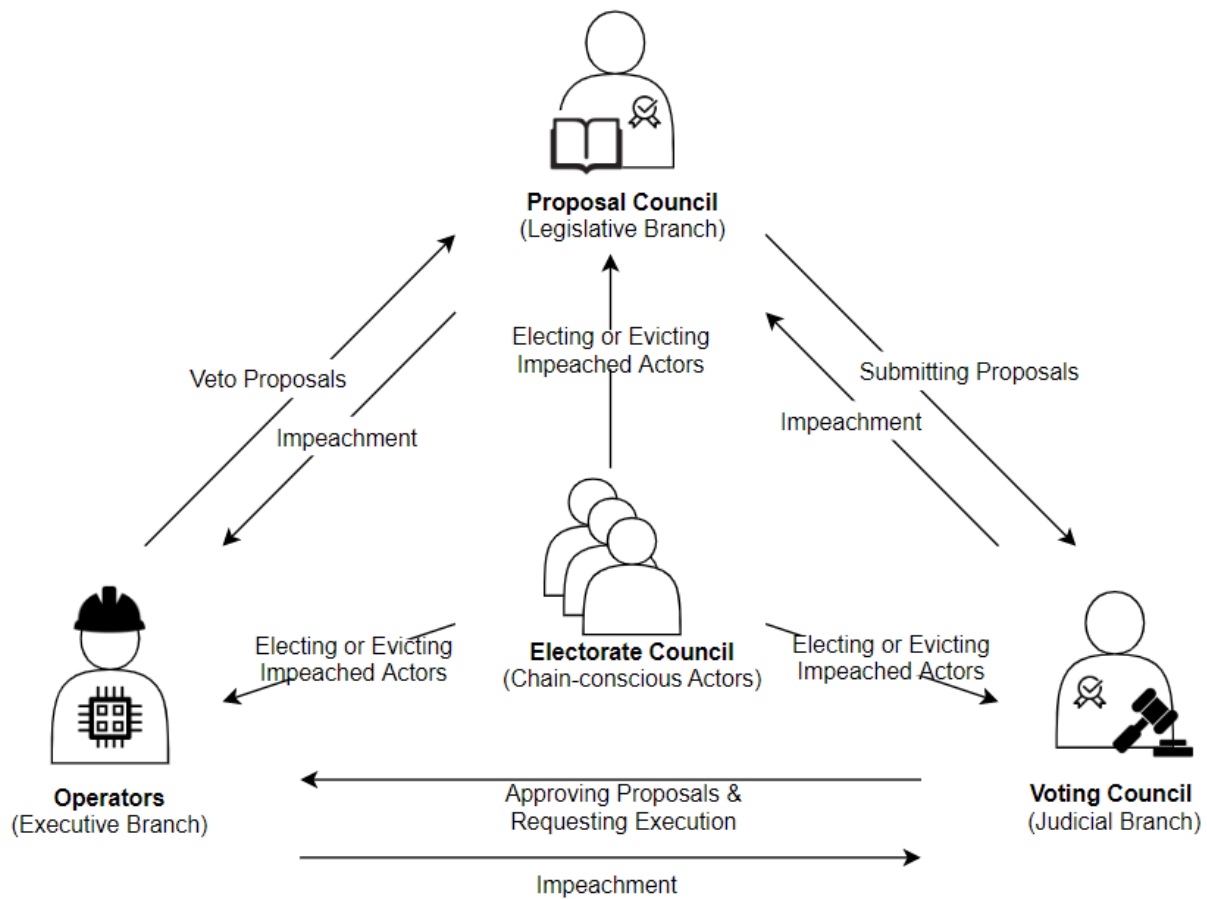 Proposal Council
(Legislative Branch)
Electing or Evicting
Impeached Actors
Veto Proposals
Submitting Proposals
Impeachment
Impeachment
Electing or Evicting
Impeached Actors
Electorate Council
(Chain-conscious Actors)
Electing or Evicting
Impeached Actors
Operators
(Executive Branch)
Approving Proposals &
Requesting Execution
Voting Council
(Judicial Branch)
Impeachment